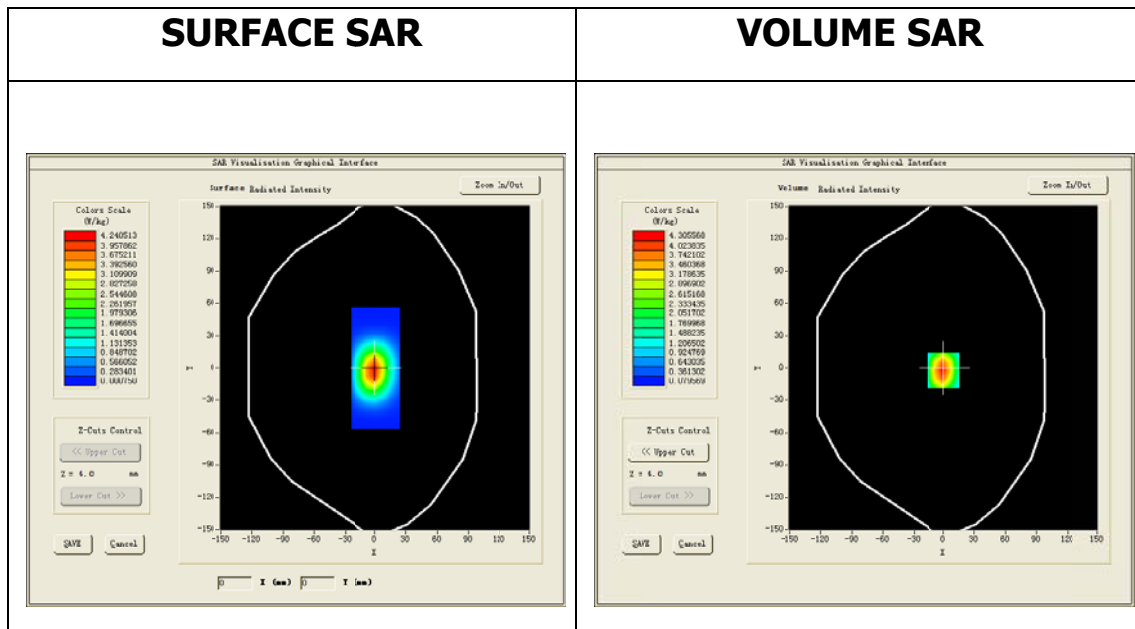 SURFACE SAR
VOLUME SAR
SAR Visualisation Graphical Interface
Surface Radiated Intensity
Zoom In/Out
Colors Scale
(W/kg)
4.240513
3.957862
3.675211
3.392560
3.109909
2.827258
2.544608
2.261957
1.979306
1.696655
1.414004
1.131353
0.848702
0.566052
0.283401
0.000750
150
120
90
60
30
0
-30
-60
-90
-120
-150
Y
-150 -120 -90 -60 -30 0 30 60 90 120 150
X
Z-Cuts Control
<< Upper Cut
Z = 4.0 mm
Lower Cut >>
SAVE Cancel
0 X (mm) 0 Y (mm)
SAR Visualisation Graphical Interface
Volume Radiated Intensity
Zoom In/Out
Colors Scale
(W/kg)
4.305568
4.023835
3.742102
3.460368
3.178635
2.896902
2.615168
2.333435
2.051702
1.769968
1.488235
1.206502
0.924769
0.643035
0.361302
0.079569
150
120
90
60
30
0
-30
-60
-90
-120
-150
Y
-150 -120 -90 -60 -30 0 30 60 90 120 150
X
Z-Cuts Control
<< Upper Cut
Z = 4.0 mm
Lower Cut >>
SAVE Cancel